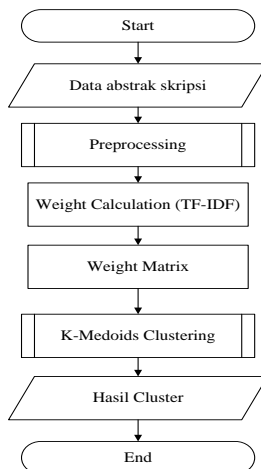 Start
Data abstrak skripsi
Preprocessing
Weight Calculation (TF-IDF)
Weight Matrix
K-Medoids Clustering
Hasil Cluster
End